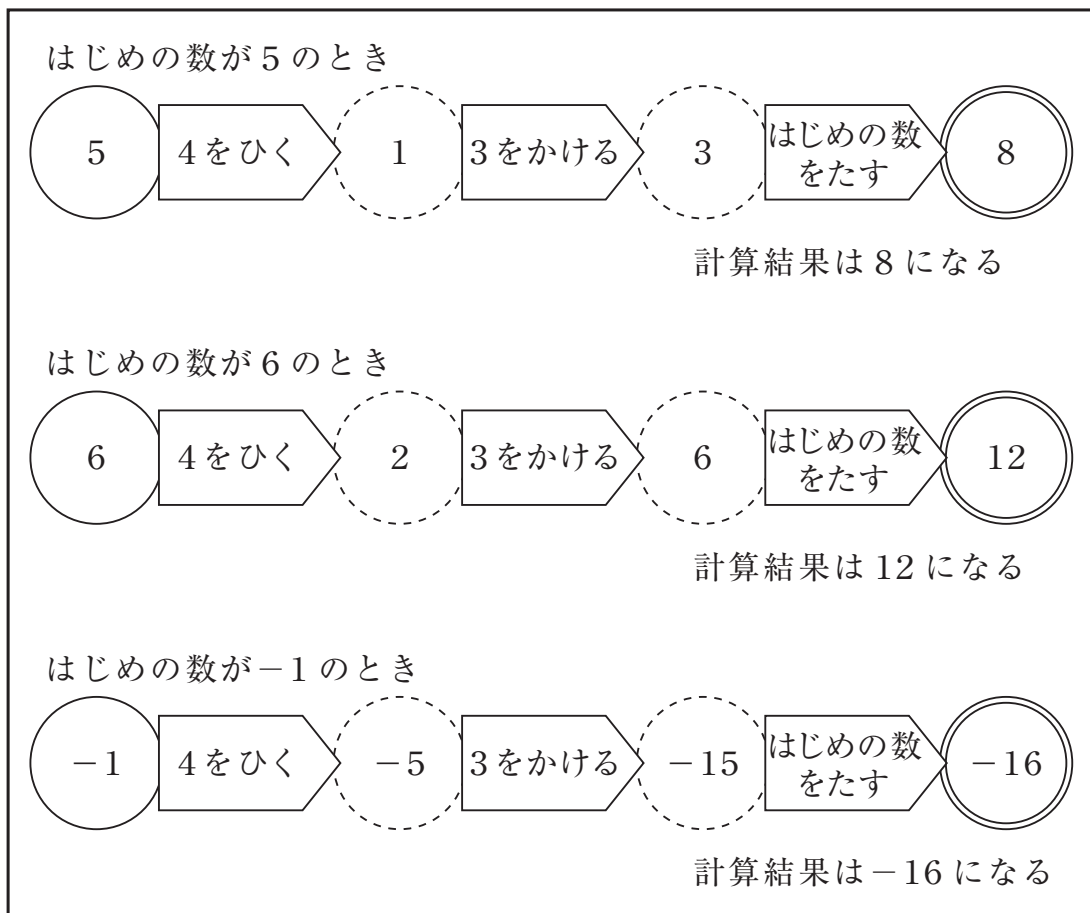 はじめの数が5のとき
5 4をひく 1 3をかける 3 はじめの数をたす 8
計算結果は8になる
はじめの数が6のとき
6 4をひく 2 3をかける 6 はじめの数をたす 12
計算結果は12になる
はじめの数が−1のとき
−1 4をひく −5 3をかける −15 はじめの数をたす −16
計算結果は−16になる